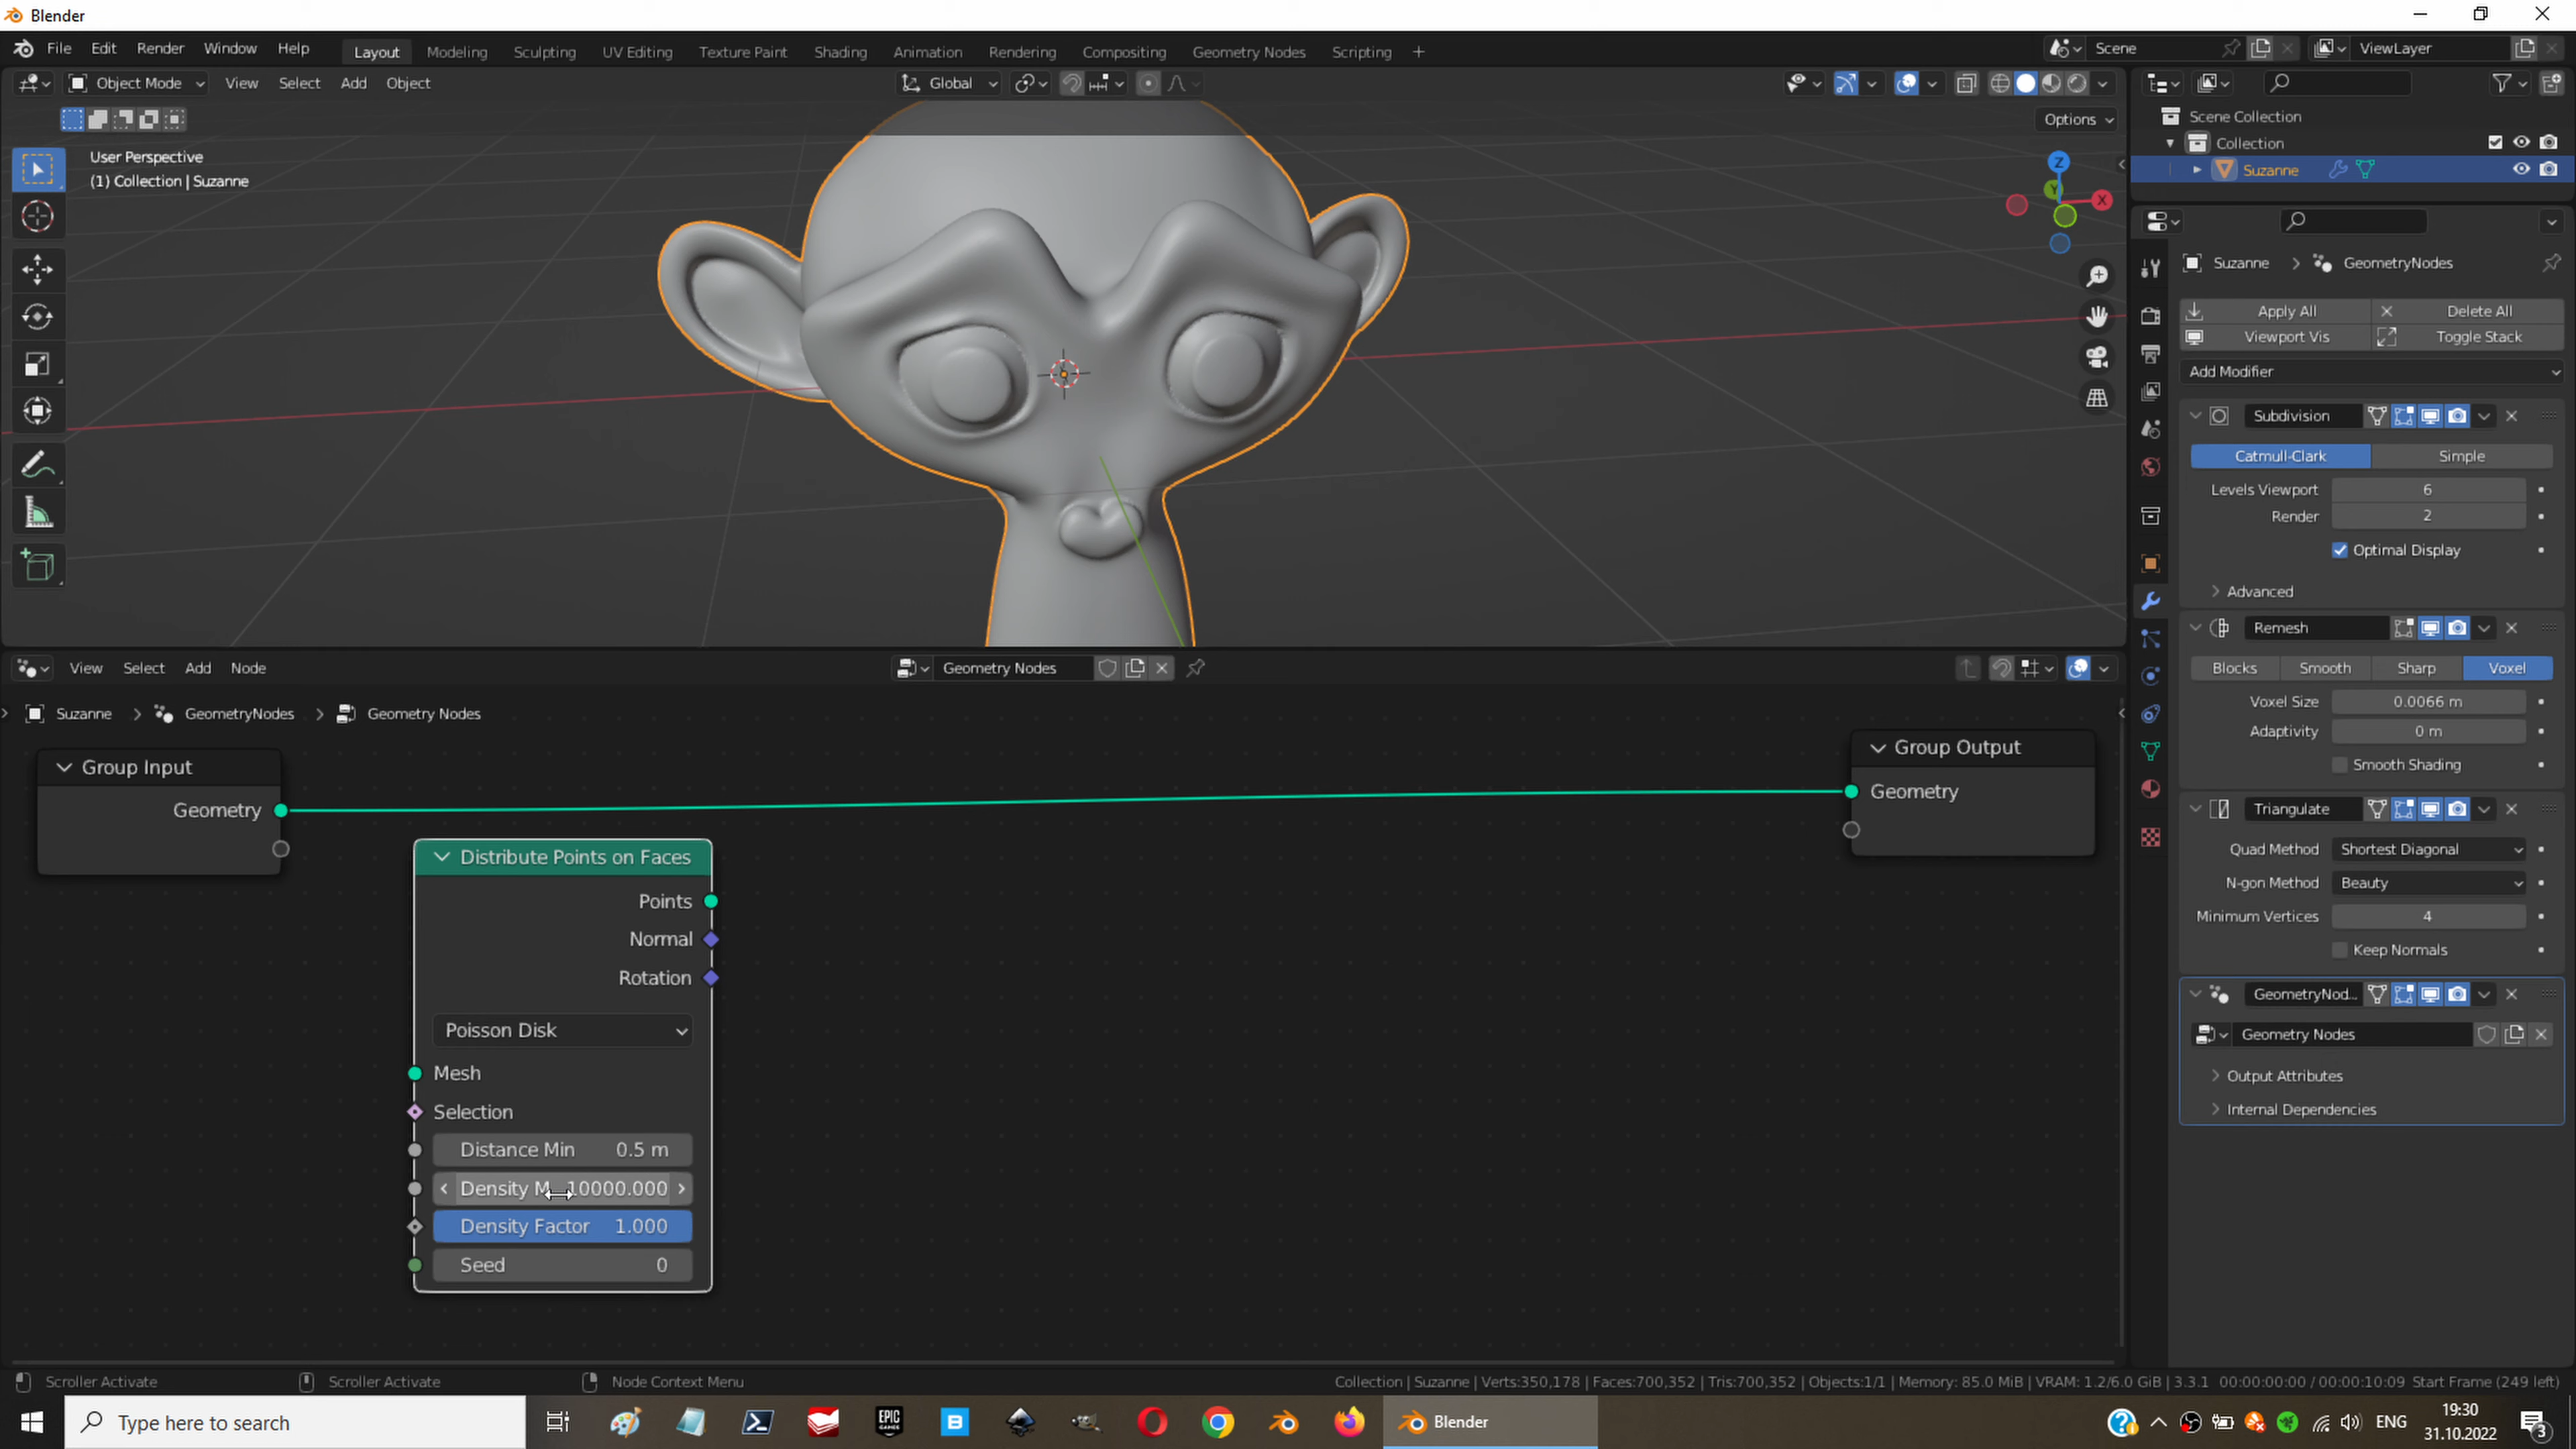 Blender
File Edit Render Window Help Layout Modeling Sculpting UV Editing Texture Paint Shading Animation Rendering Compositing Geometry Nodes Scripting + Scene ViewLayer
Object Mode View Select Add Object Global
Options
User Perspective
(1) Collection | Suzanne
Z
Y
X
Scene Collection
Collection
Suzanne
Suzanne > GeometryNodes
Apply All Delete All
Viewport Vis Toggle Stack
Add Modifier
Subdivision
Catmull-Clark Simple
Levels Viewport 6
Render 2
Optimal Display
Advanced
Remesh
Blocks Smooth Sharp Voxel
Voxel Size 0.0066 m
Adaptivity 0 m
Smooth Shading
Triangulate
Quad Method Shortest Diagonal
N-gon Method Beauty
Minimum Vertices 4
Keep Normals
GeometryNod...
Geometry Nodes
Output Attributes
Internal Dependencies
View Select Add Node Geometry Nodes
Suzanne > GeometryNodes > Geometry Nodes
Group Input
Geometry
Distribute Points on Faces
Points
Normal
Rotation
Poisson Disk
Mesh
Selection
Distance Min 0.5 m
Density M 10000.000
Density Factor 1.000
Seed 0
Group Output
Geometry
Scroller Activate Scroller Activate Node Context Menu Collection | Suzanne | Verts:350,178 | Faces:700,352 | Tris:700,352 | Objects:1/1 | Memory: 85.0 MiB | VRAM: 1.2/6.0 GiB | 3.3.1 00:00:00:00 / 00:00:10:09 Start Frame (249 left)
Type here to search EPIC GAMES B Blender ENG 19:30
31.10.2022 3